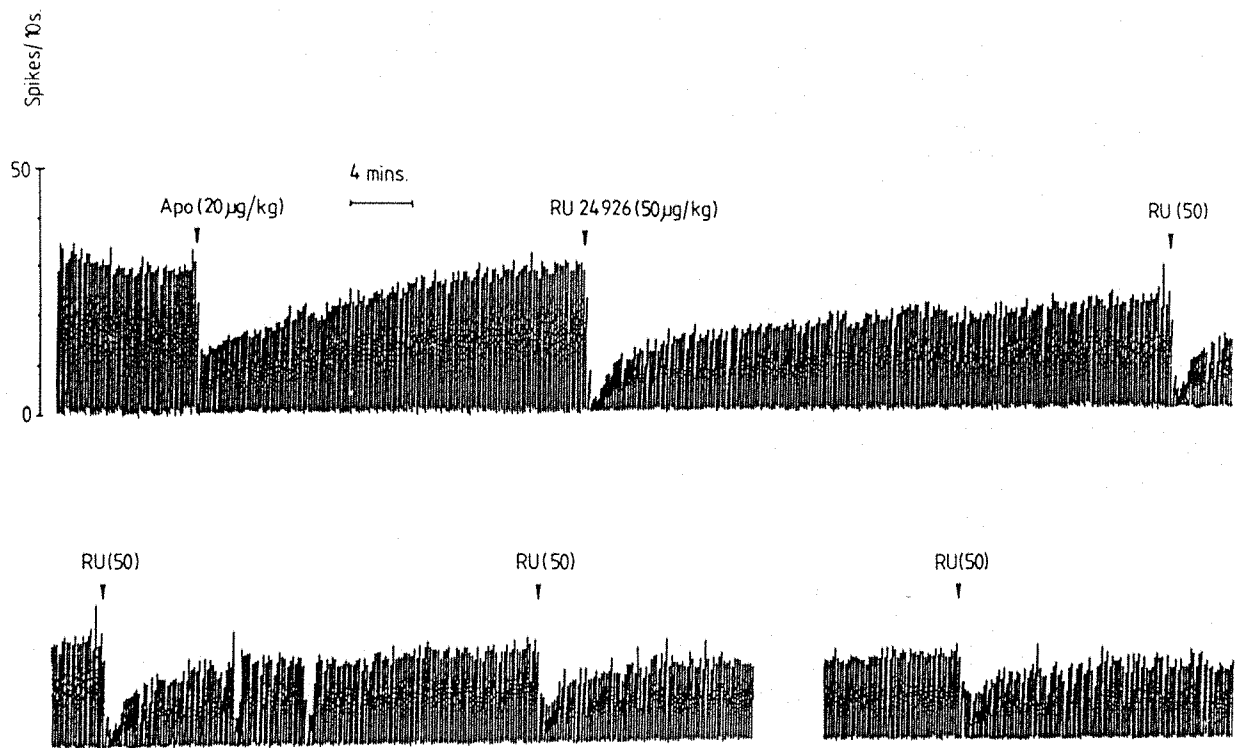 Spikes/10s.
50
4 mins.
Apo (20µg/kg)
RU 24926 (50µg/kg)
RU (50)
0
RU(50)
RU(50)
RU(50)